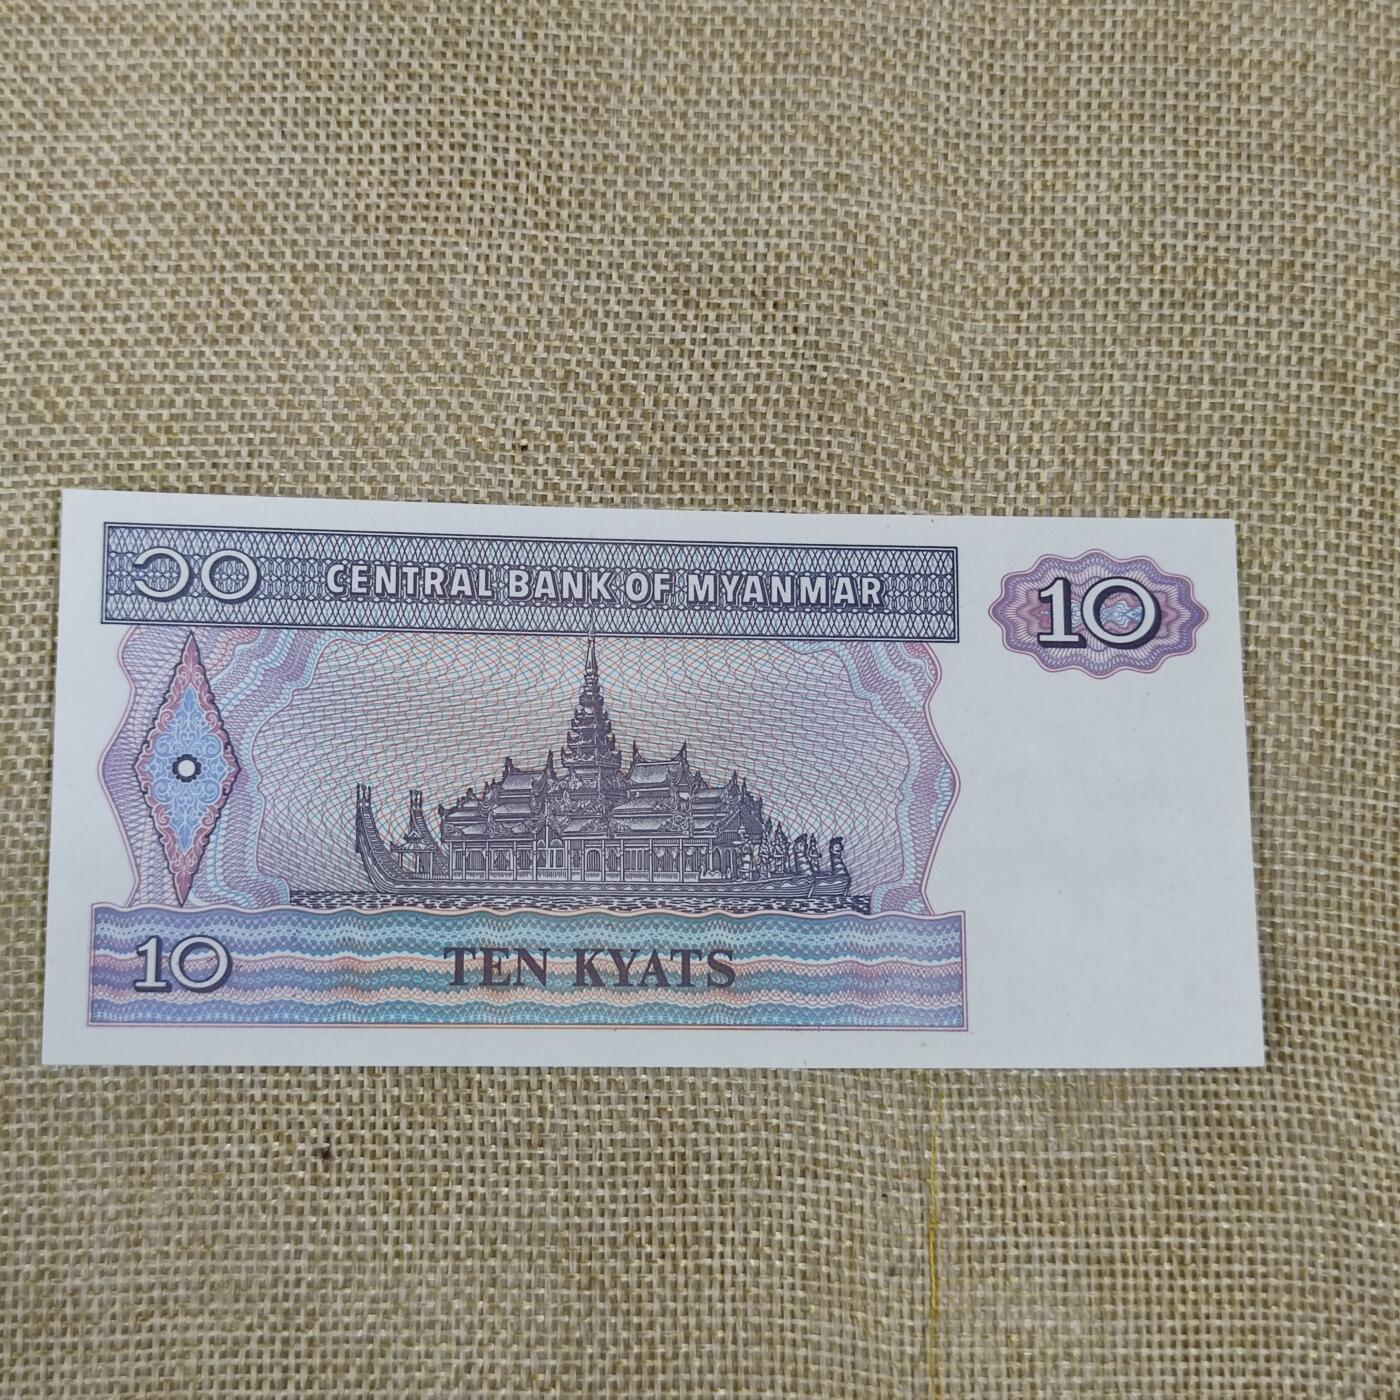 ၁၀ CENTRAL BANK OF MYANMAR
10
10 TEN KYATS